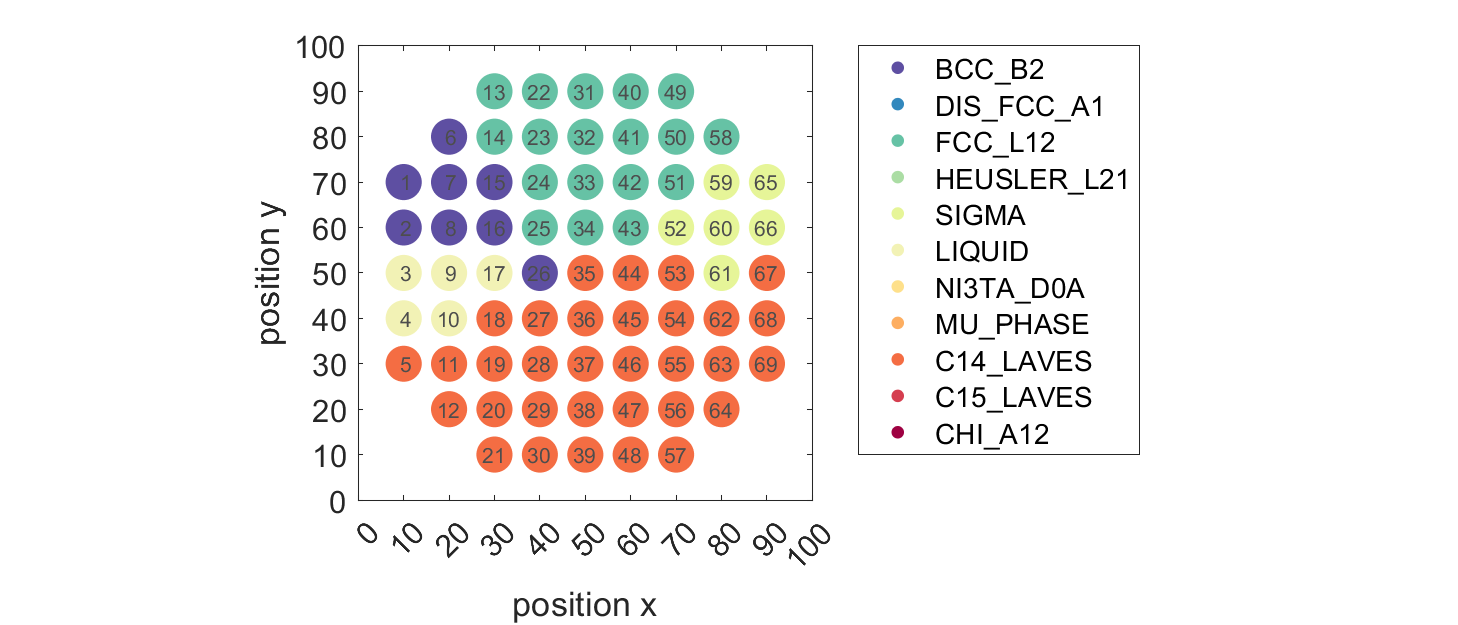 100
90
80
70
60
50
40
30
20
10
0
position y
13 22 31 40 49
6 14 23 32 41 50 58
1 7 15 24 33 42 51 59 65
2 8 16 25 34 43 52 60 66
3 9 17 26 35 44 53 61 67
4 10 18 27 36 45 54 62 68
5 11 19 28 37 46 55 63 69
12 20 29 38 47 56 64
21 30 39 48 57
0 10 20 30 40 50 60 70 80 90 100
position x
BCC_B2
DIS_FCC_A1
FCC_L12
HEUSLER_L21
SIGMA
LIQUID
NI3TA_D0A
MU_PHASE
C14_LAVES
C15_LAVES
CHI_A12